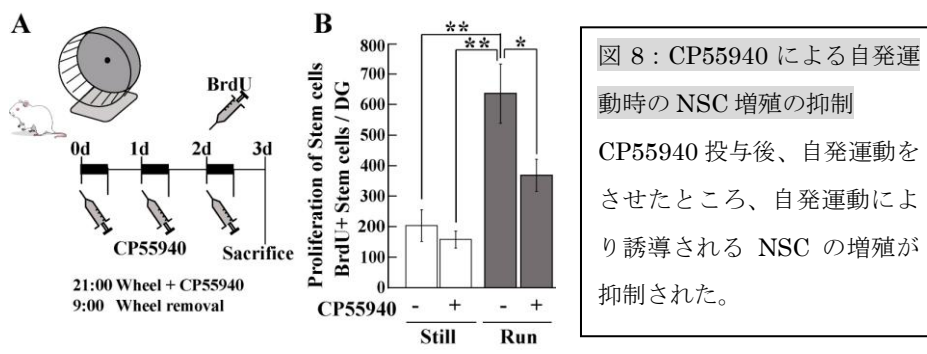 A
BrdU
0d 1d 2d 3d
CP55940
Sacrifice
21:00 Wheel + CP55940
9:00 Wheel removal
B
** ** *
Proliferation of Stem cells
BrdU+ Stem cells / DG
800
700
600
500
400
300
200
100
0
CP55940 - + - +
Still Run
図 8：CP55940 による自発運
動時の NSC 増殖の抑制
CP55940 投与後、自発運動を
させたところ、自発運動によ
り誘導される NSC の増殖が
抑制された。